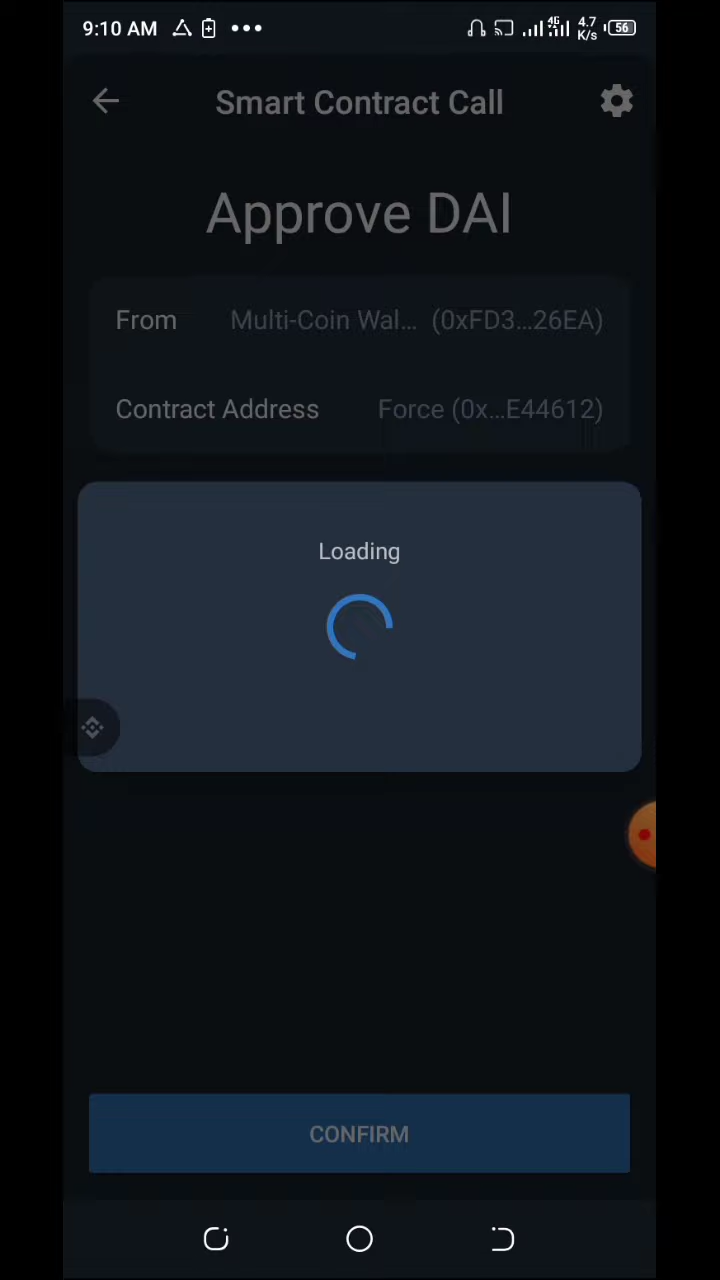 9:10 AM ••• 4G 4.7 K/s 56
Smart Contract Call
Approve DAI
From Multi-Coin Wal... (0xFD3...26EA)
Contract Address Force (0x...E44612)
Loading
CONFIRM